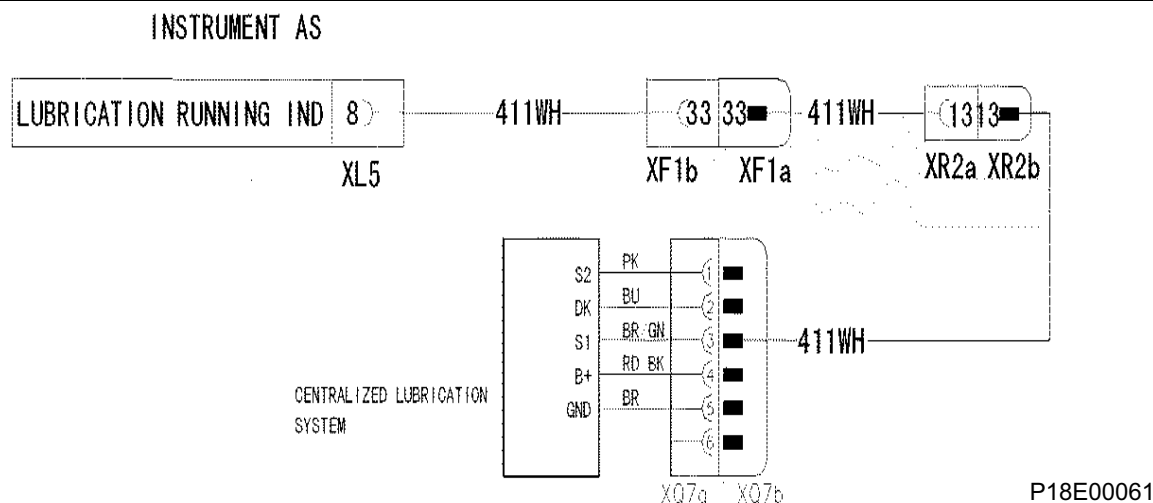 INSTRUMENT AS
LUBRICATION RUNNING IND 8 411WH 33 33 411WH 13 13
XL5 XF1b XF1a XR2a XR2b
S2 PK 1
DK BU 2
S1 BR/GN 3 411WH
B+ RD BK 4
GND BR 5
6
CENTRALIZED LUBRICATION
SYSTEM
XQ7a XQ7b
P18E00061